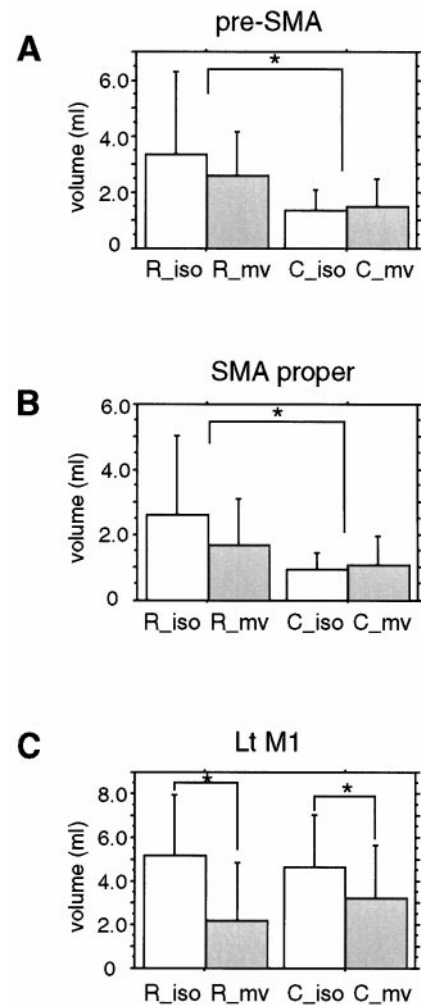 A
pre-SMA
*
6.0
4.0
2.0
0
volume (ml)
R_iso R_mv C_iso C_mv
B
SMA proper
*
6.0
4.0
2.0
0
volume (ml)
R_iso R_mv C_iso C_mv
C
Lt M1
* *
8.0
6.0
4.0
2.0
0
volume (ml)
R_iso R_mv C_iso C_mv